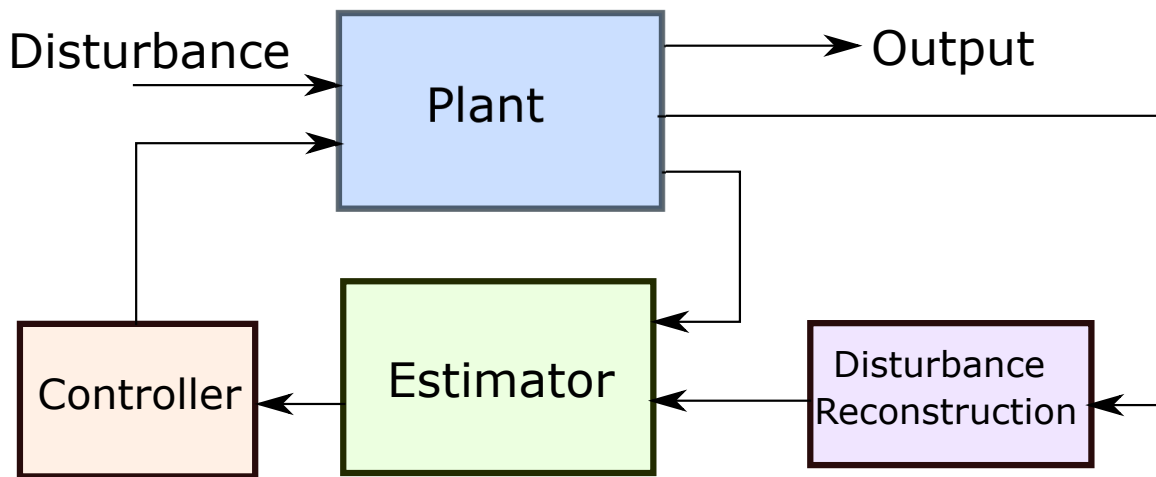 Disturbance
Output
Plant
Controller
Estimator
Disturbance
Reconstruction